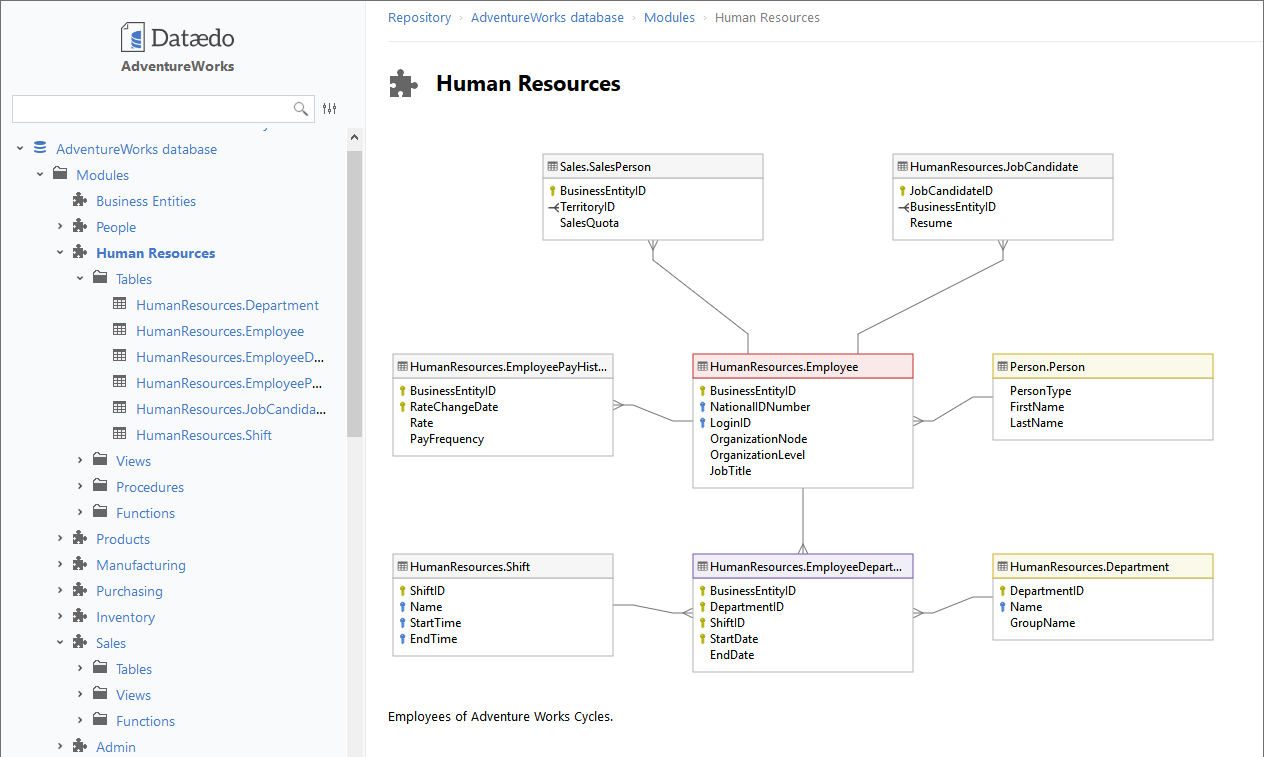 Datædo
AdventureWorks
AdventureWorks database
Modules
Business Entities
People
Human Resources
Tables
HumanResources.Department
HumanResources.Employee
HumanResources.EmployeeD...
HumanResources.EmployeeP...
HumanResources.JobCandida...
HumanResources.Shift
Views
Procedures
Functions
Products
Manufacturing
Purchasing
Inventory
Sales
Tables
Views
Functions
Admin
Repository › AdventureWorks database › Modules › Human Resources
Human Resources
Sales.SalesPerson
BusinessEntityID
TerritoryID
SalesQuota
HumanResources.JobCandidate
JobCandidateID
BusinessEntityID
Resume
HumanResources.EmployeePayHist...
BusinessEntityID
RateChangeDate
Rate
PayFrequency
HumanResources.Employee
BusinessEntityID
NationalIDNumber
LoginID
OrganizationNode
OrganizationLevel
JobTitle
Person.Person
PersonType
FirstName
LastName
HumanResources.Shift
ShiftID
Name
StartTime
EndTime
HumanResources.EmployeeDepart...
BusinessEntityID
DepartmentID
ShiftID
StartDate
EndDate
HumanResources.Department
DepartmentID
Name
GroupName
Employees of Adventure Works Cycles.